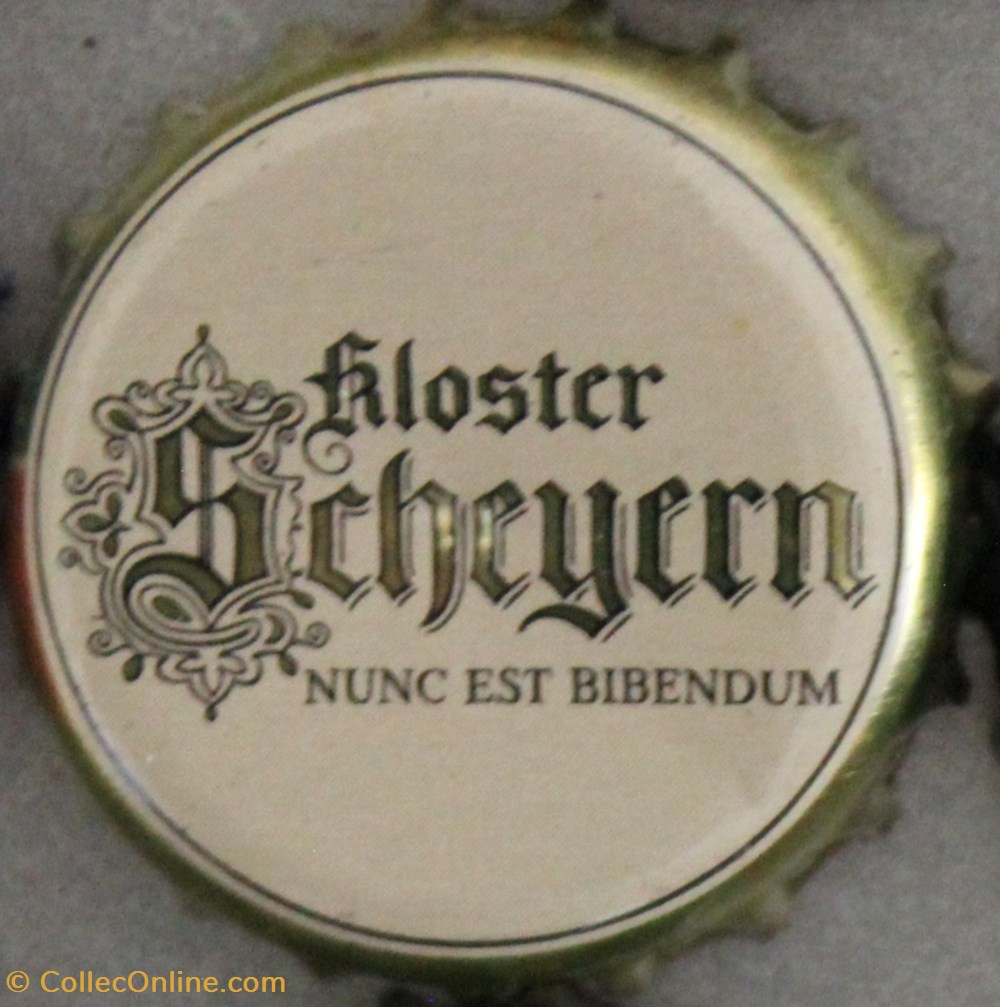 Kloster
Scheyern
NUNC EST BIBENDUM
© CollecOnline.com